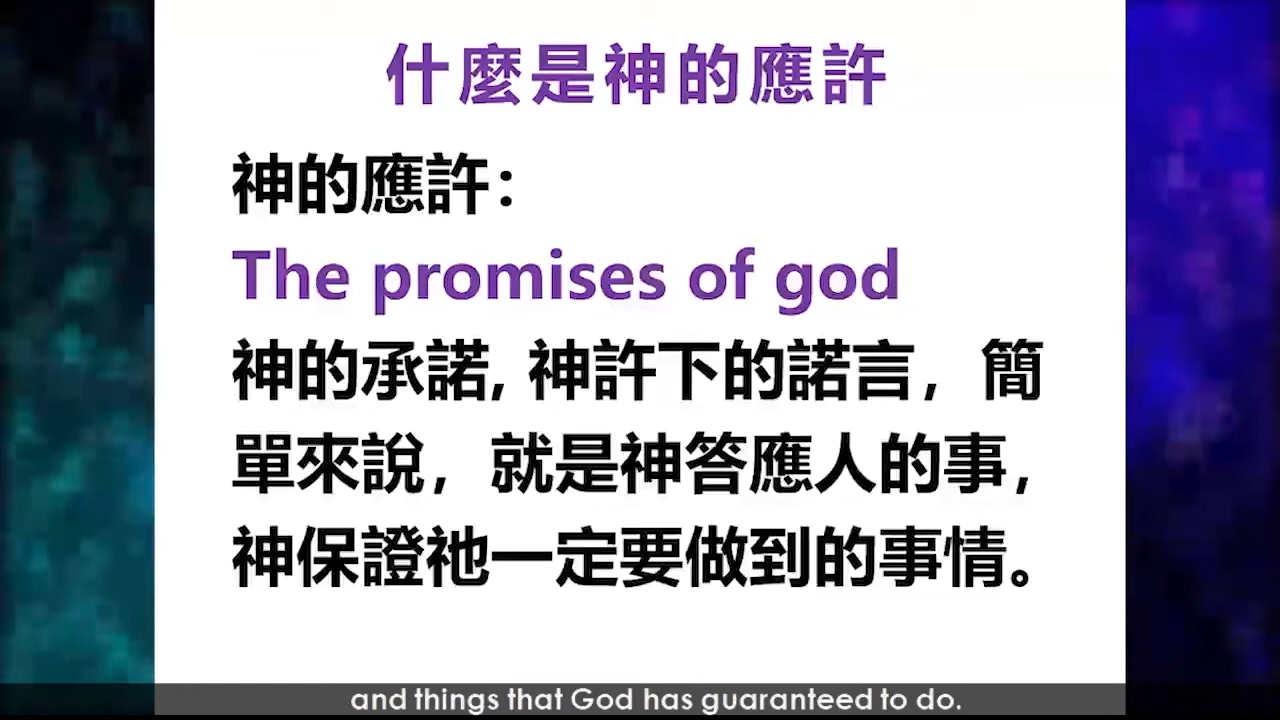 什麼是神的應許
神的應許：
The promises of god
神的承諾, 神許下的諾言，簡
單來說，就是神答應人的事，
神保證祂一定要做到的事情。
and things that God has guaranteed to do.